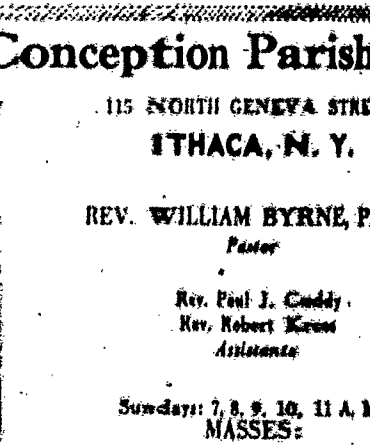 Conception Parish
115 NORTH GENEVA STRE
ITHACA, N. Y.
REV. WILLIAM BYRNE, P
Pastor
Rev. Paul J. Cuddy
Rev. Robert
Assistants
Sundays: 7, 8, 9, 10, 11 A. M
MASSES: